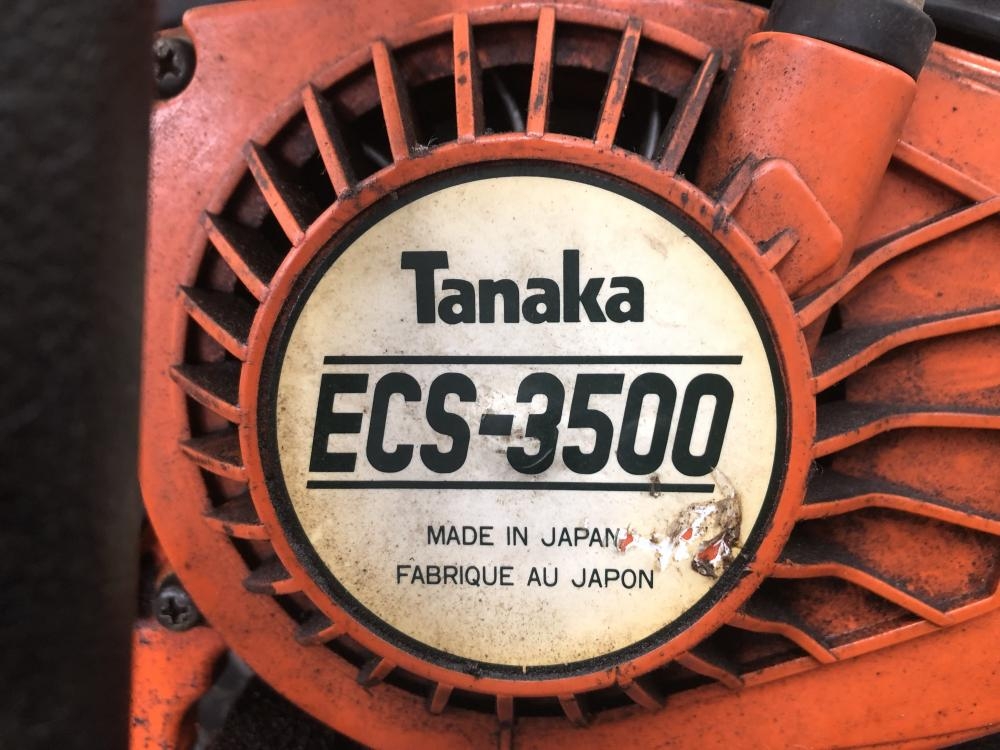 Tanaka
ECS-3500
MADE IN JAPAN
FABRIQUE AU JAPON